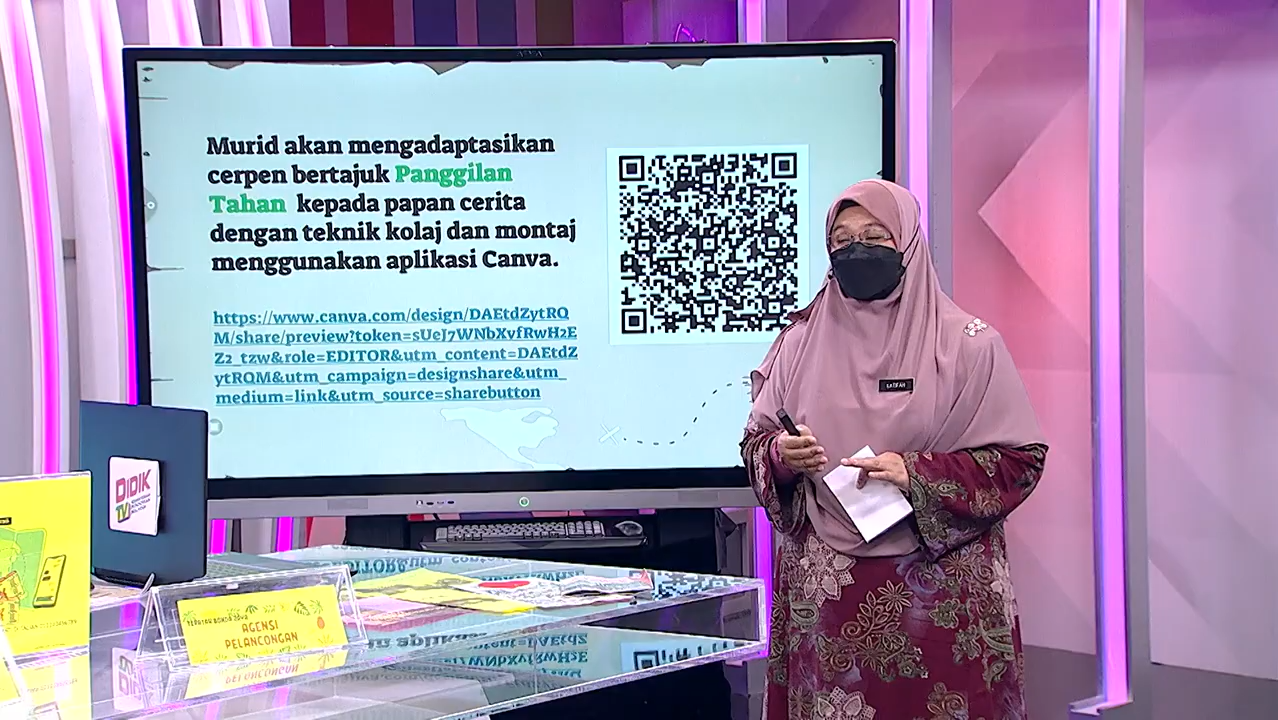 Murid akan mengadaptasikan
cerpen bertajuk Panggilan
Tahan kepada papan cerita
dengan teknik kolaj dan montaj
menggunakan aplikasi Canva.
https://www.canva.com/design/DAEtdZytRQ
M/share/preview?token=sUeJ7WNbXvfRwH2E
Z2_tzw&role=EDITOR&utm_content=DAEtdZ
ytRQM&utm_campaign=designshare&utm_
medium=link&utm_source=sharebutton
DIDIK
TV
AGENSI
PELANCONGAN